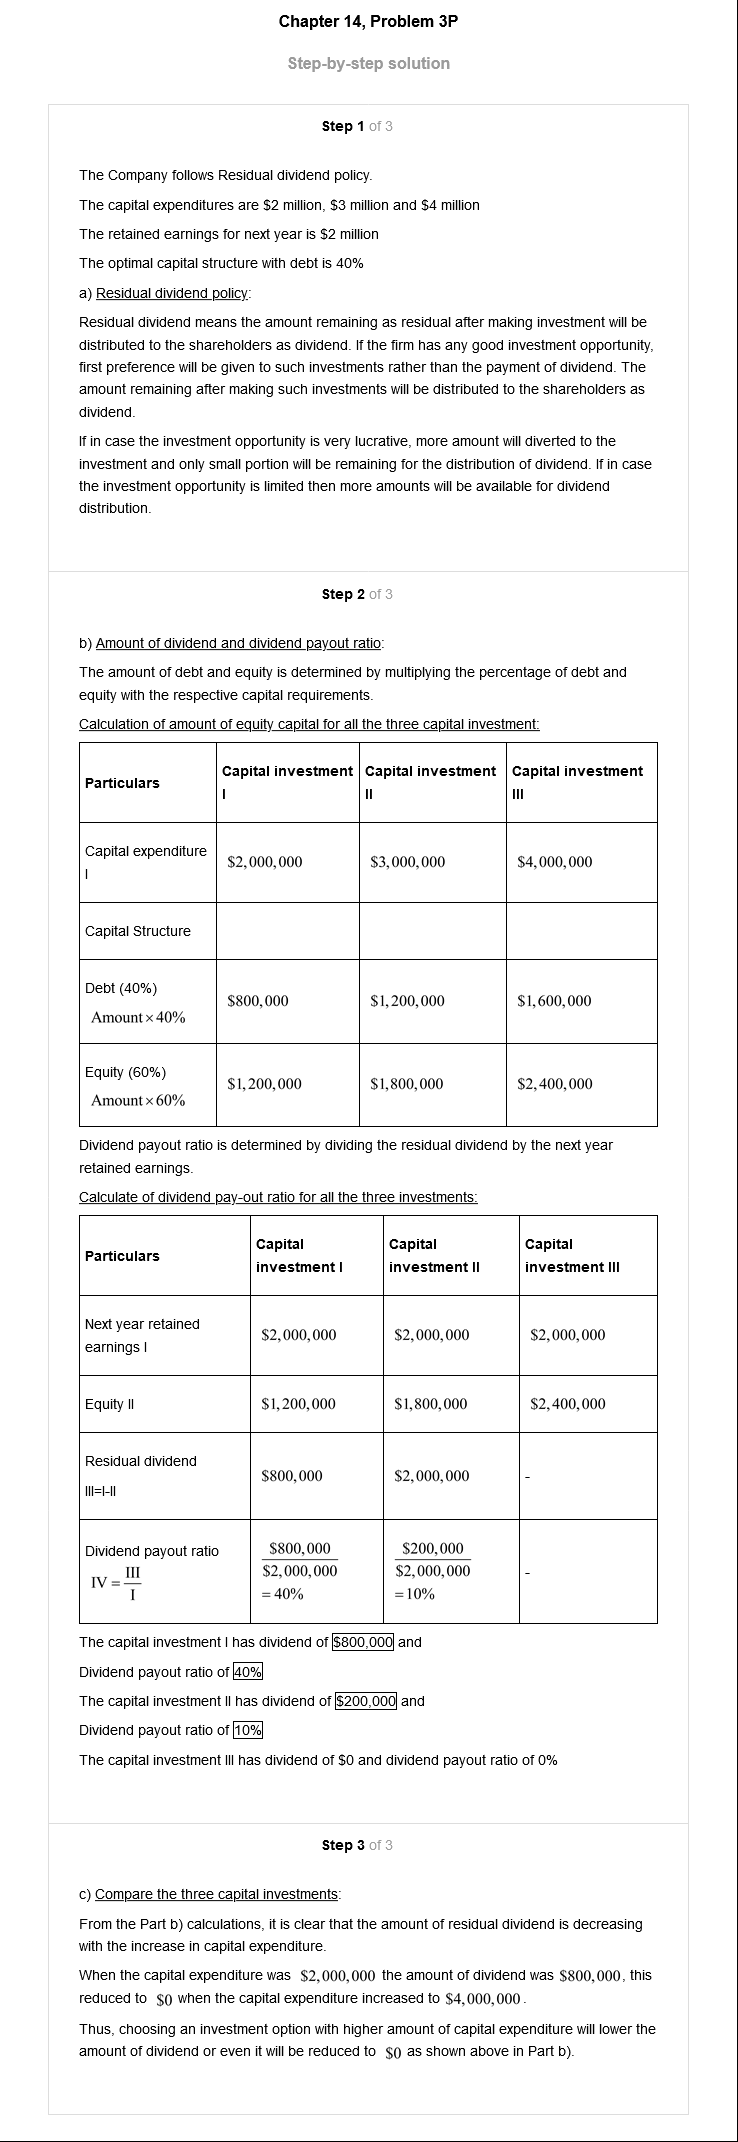 Chapter 14, Problem 3P
Step-by-step solution
Step 1 of 3
The Company follows Residual dividend policy.
The capital expenditures are $2 million, $3 million and $4 million
The retained earnings for next year is $2 million
The optimal capital structure with debt is 40%
a) Residual dividend policy:
Residual dividend means the amount remaining as residual after making investment will be
distributed to the shareholders as dividend. If the firm has any good investment opportunity,
first preference will be given to such investments rather than the payment of dividend. The
amount remaining after making such investments will be distributed to the shareholders as
dividend.
If in case the investment opportunity is very lucrative, more amount will diverted to the
investment and only small portion will be remaining for the distribution of dividend. If in case
the investment opportunity is limited then more amounts will be available for dividend
distribution.
Step 2 of 3
b) Amount of dividend and dividend payout ratio:
The amount of debt and equity is determined by multiplying the percentage of debt and
equity with the respective capital requirements.
Calculation of amount of equity capital for all the three capital investment:
Particulars
Capital investment
I
Capital investment
II
Capital investment
III
Capital expenditure
I
$2,000,000
$3,000,000
$4,000,000
Capital Structure
Debt (40%)
Amount×40%
$800,000
$1,200,000
$1,600,000
Equity (60%)
Amount×60%
$1,200,000
$1,800,000
$2,400,000
Dividend payout ratio is determined by dividing the residual dividend by the next year
retained earnings.
Calculate of dividend pay-out ratio for all the three investments:
Particulars
Capital
investment I
Capital
investment II
Capital
investment III
Next year retained
earnings I
$2,000,000
$2,000,000
$2,000,000
Equity II
$1,200,000
$1,800,000
$2,400,000
Residual dividend
III=I-II
$800,000
$2,000,000
-
Dividend payout ratio
IV = III
I
$800,000
$2,000,000
= 40%
$200,000
$2,000,000
=10%
-
The capital investment I has dividend of $800,000 and
Dividend payout ratio of 40%
The capital investment II has dividend of $200,000 and
Dividend payout ratio of 10%
The capital investment III has dividend of $0 and dividend payout ratio of 0%
Step 3 of 3
c) Compare the three capital investments:
From the Part b) calculations, it is clear that the amount of residual dividend is decreasing
with the increase in capital expenditure.
When the capital expenditure was $2,000,000 the amount of dividend was $800,000, this
reduced to $0 when the capital expenditure increased to $4,000,000.
Thus, choosing an investment option with higher amount of capital expenditure will lower the
amount of dividend or even it will be reduced to $0 as shown above in Part b).